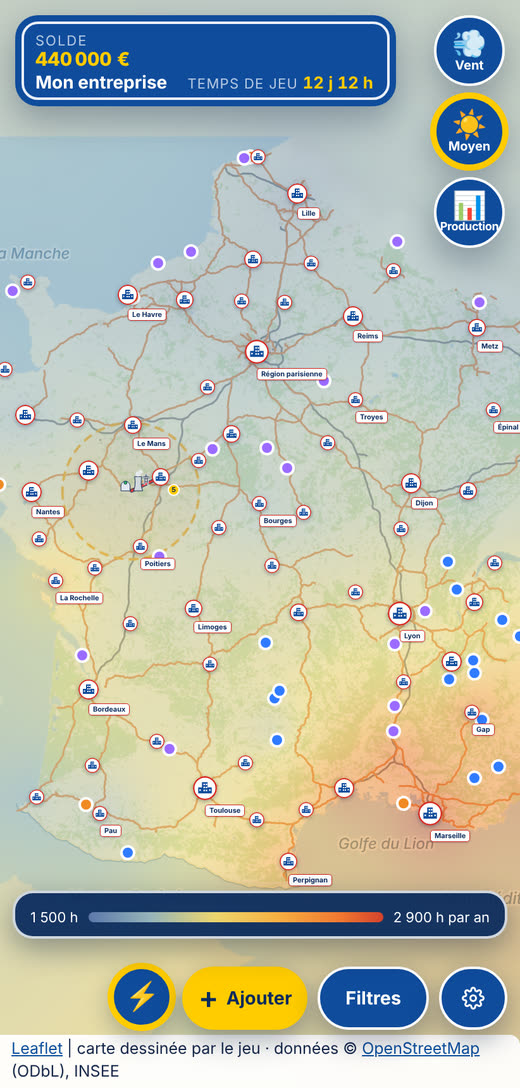 SOLDE
440 000 €
Mon entreprise TEMPS DE JEU 12 j 12 h
Vent
Moyen
Production
Lille
a Manche
Le Havre
Reims
Metz
Région parisienne
Troyes
Épinal
Le Mans
5
Nantes
Dijon
Bourges
Poitiers
La Rochelle
Limoges
Lyon
Bordeaux
Gap
Toulouse
Pau
Marseille
Golfe du Lion
Perpignan
1 500 h 2 900 h par an
+ Ajouter
Filtres
Leaflet | carte dessinée par le jeu · données © OpenStreetMap
(ODbL), INSEE